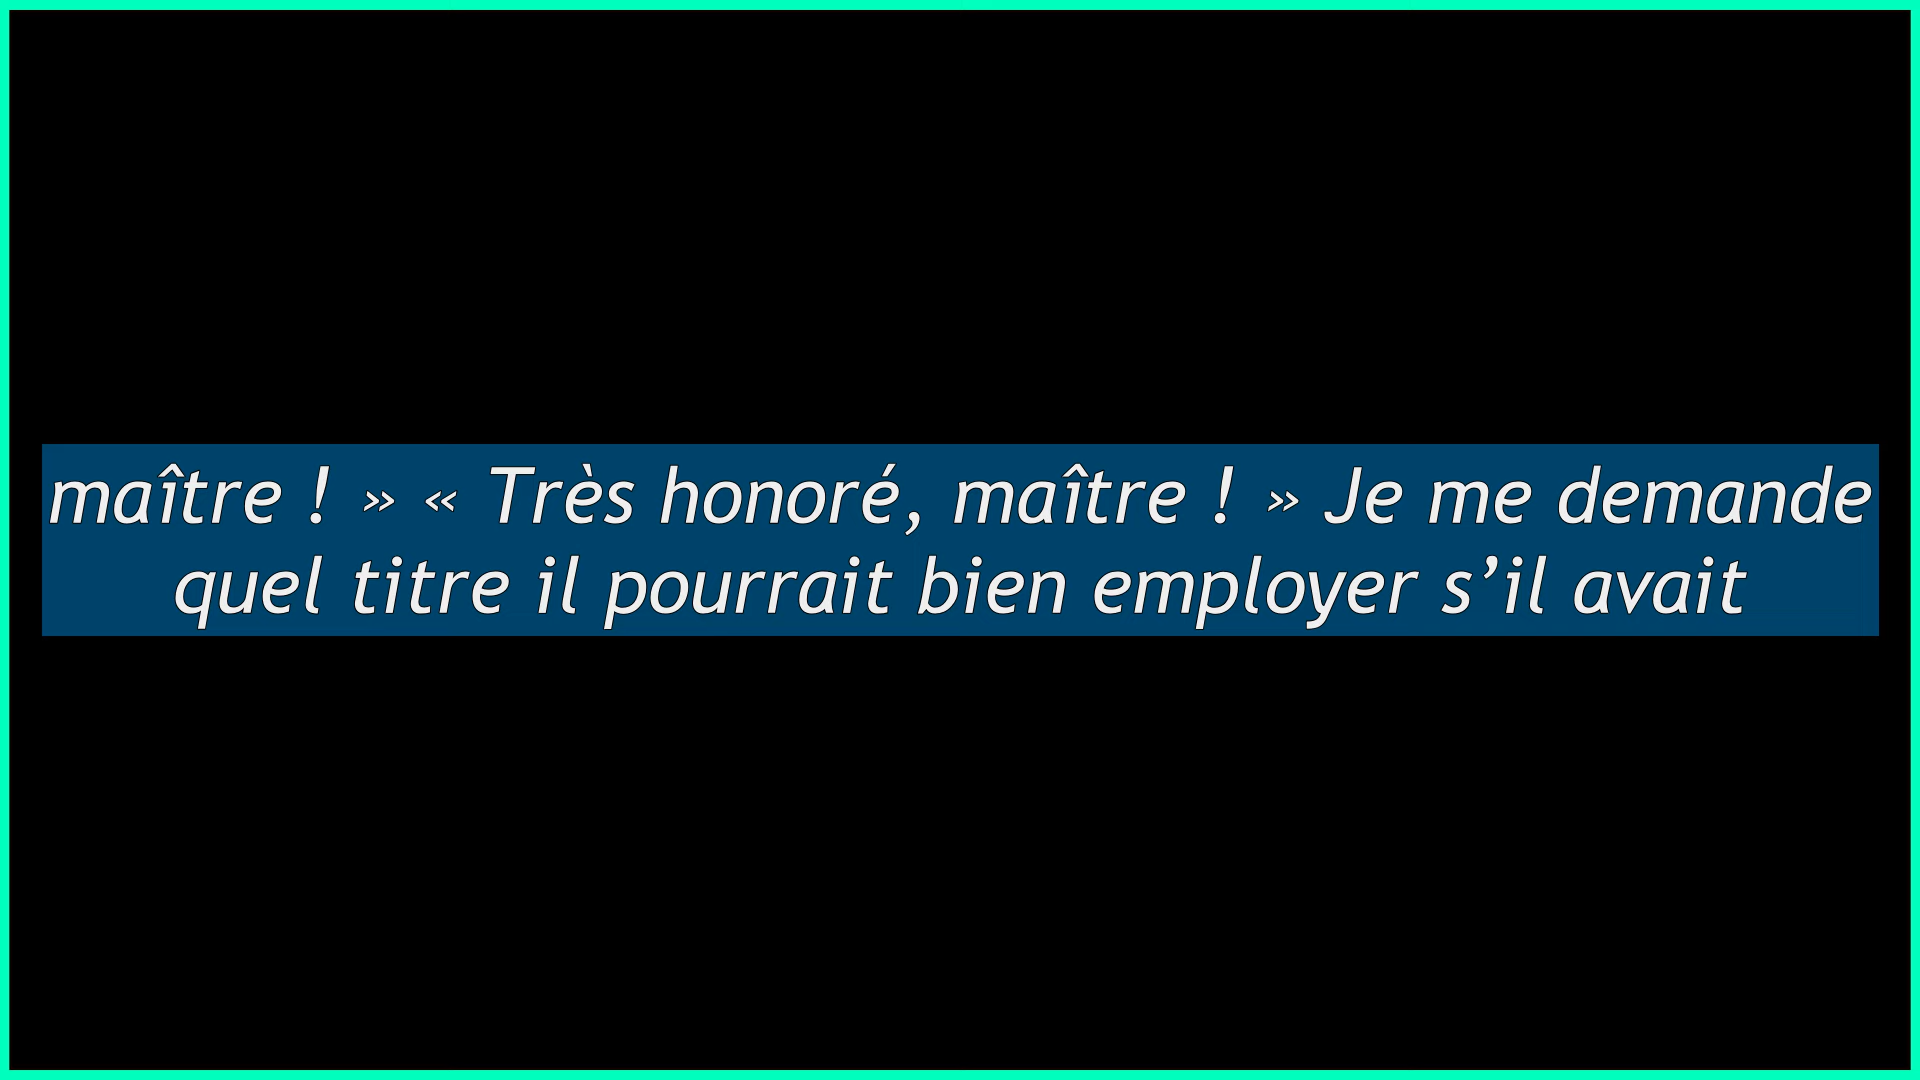 maître ! » « Très honoré, maître ! » Je me demande
quel titre il pourrait bien employer s’il avait